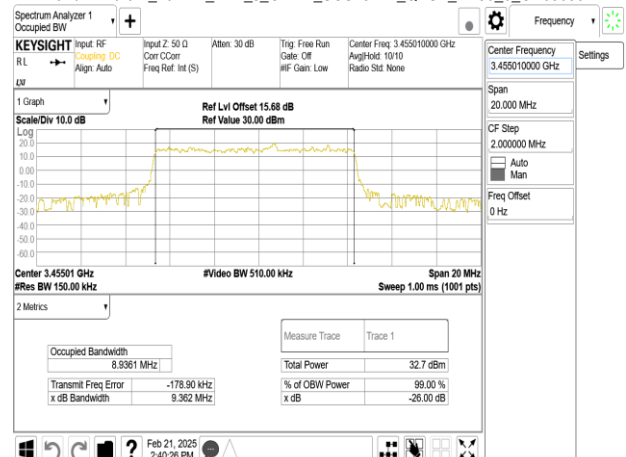 Spectrum Analyzer 1
Occupied BW
Frequency
KEYSIGHT
RL
LXI
Input: RF
Coupling: DC
Align: Auto
Input Z: 50 Ω
Corr CCorr
Freq Ref: Int (S)
Atten: 30 dB
Trig: Free Run
Gate: Off
#IF Gain: Low
Center Freq: 3.455010000 GHz
Avg|Hold: 10/10
Radio Std: None
Center Frequency
3.455010000 GHz
Settings
Span
20.000 MHz
CF Step
2.000000 MHz
Auto
Man
Freq Offset
0 Hz
1 Graph
Ref Lvl Offset 15.68 dB
Scale/Div 10.0 dB
Ref Value 30.00 dBm
Log
20.0
10.0
0.00
-10.0
-20.0
-30.0
-40.0
-50.0
-60.0
Center 3.45501 GHz
#Video BW 510.00 kHz
Span 20 MHz
#Res BW 150.00 kHz
Sweep 1.00 ms (1001 pts)
2 Metrics
Measure Trace Trace 1
Occupied Bandwidth
8.9361 MHz
Total Power 32.7 dBm
Transmit Freq Error -178.90 kHz
% of OBW Power 99.00 %
x dB Bandwidth 9.362 MHz
x dB -26.00 dB
?
Feb 21, 2025
2:40:26 PM